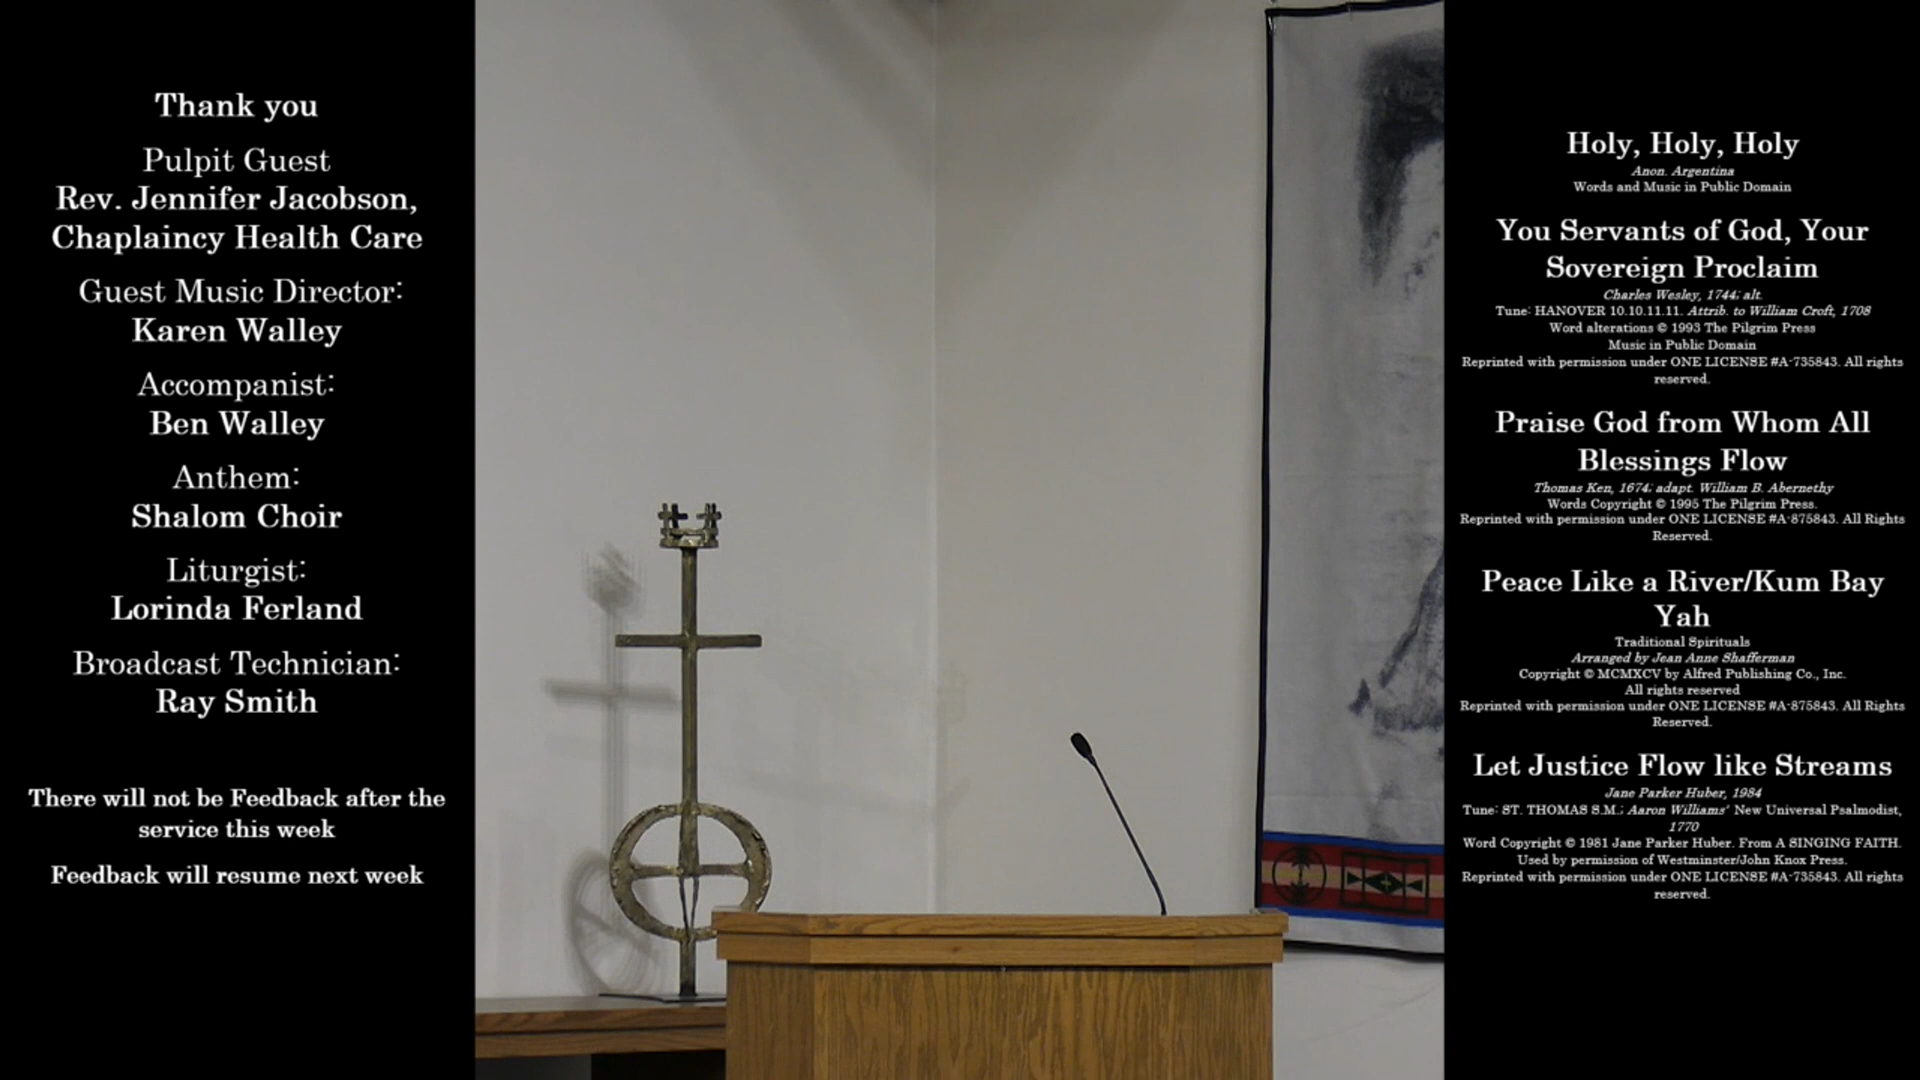 Thank you
Pulpit Guest
Rev. Jennifer Jacobson,
Chaplaincy Health Care
Guest Music Director:
Karen Walley
Accompanist:
Ben Walley
Anthem:
Shalom Choir
Liturgist:
Lorinda Ferland
Broadcast Technician:
Ray Smith
There will not be Feedback after the
service this week
Feedback will resume next week
Holy, Holy, Holy
Anon. Argentina
Words and Music in Public Domain
You Servants of God, Your
Sovereign Proclaim
Charles Wesley, 1744; alt.
Tune: HANOVER 10.10.11.11. Attrib. to William Croft, 1708
Word alterations © 1993 The Pilgrim Press
Music in Public Domain
Reprinted with permission under ONE LICENSE #A-735843. All rights
reserved.
Praise God from Whom All
Blessings Flow
Thomas Ken, 1674; adapt. William B. Abernethy
Words Copyright © 1995 The Pilgrim Press.
Reprinted with permission under ONE LICENSE #A-875843. All Rights
Reserved.
Peace Like a River/Kum Bay
Yah
Traditional Spirituals
Arranged by Jean Anne Shafferman
Copyright © MCMXCV by Alfred Publishing Co., Inc.
All rights reserved
Reprinted with permission under ONE LICENSE #A-875843. All Rights
Reserved.
Let Justice Flow like Streams
Jane Parker Huber, 1984
Tune: ST. THOMAS S.M.; Aaron Williams' New Universal Psalmodist,
1770
Word Copyright © 1981 Jane Parker Huber. From A SINGING FAITH.
Used by permission of Westminster/John Knox Press.
Reprinted with permission under ONE LICENSE #A-735843. All rights
reserved.